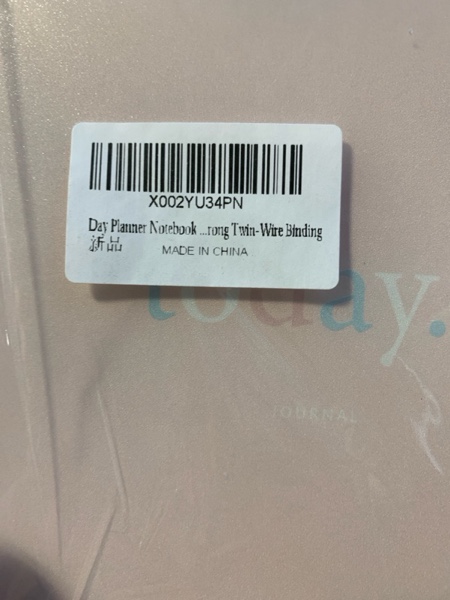 X002YU34PN
Day Planner Notebook ...rong Twin-Wire Binding
新品
MADE IN CHINA
today.
JOURNAL